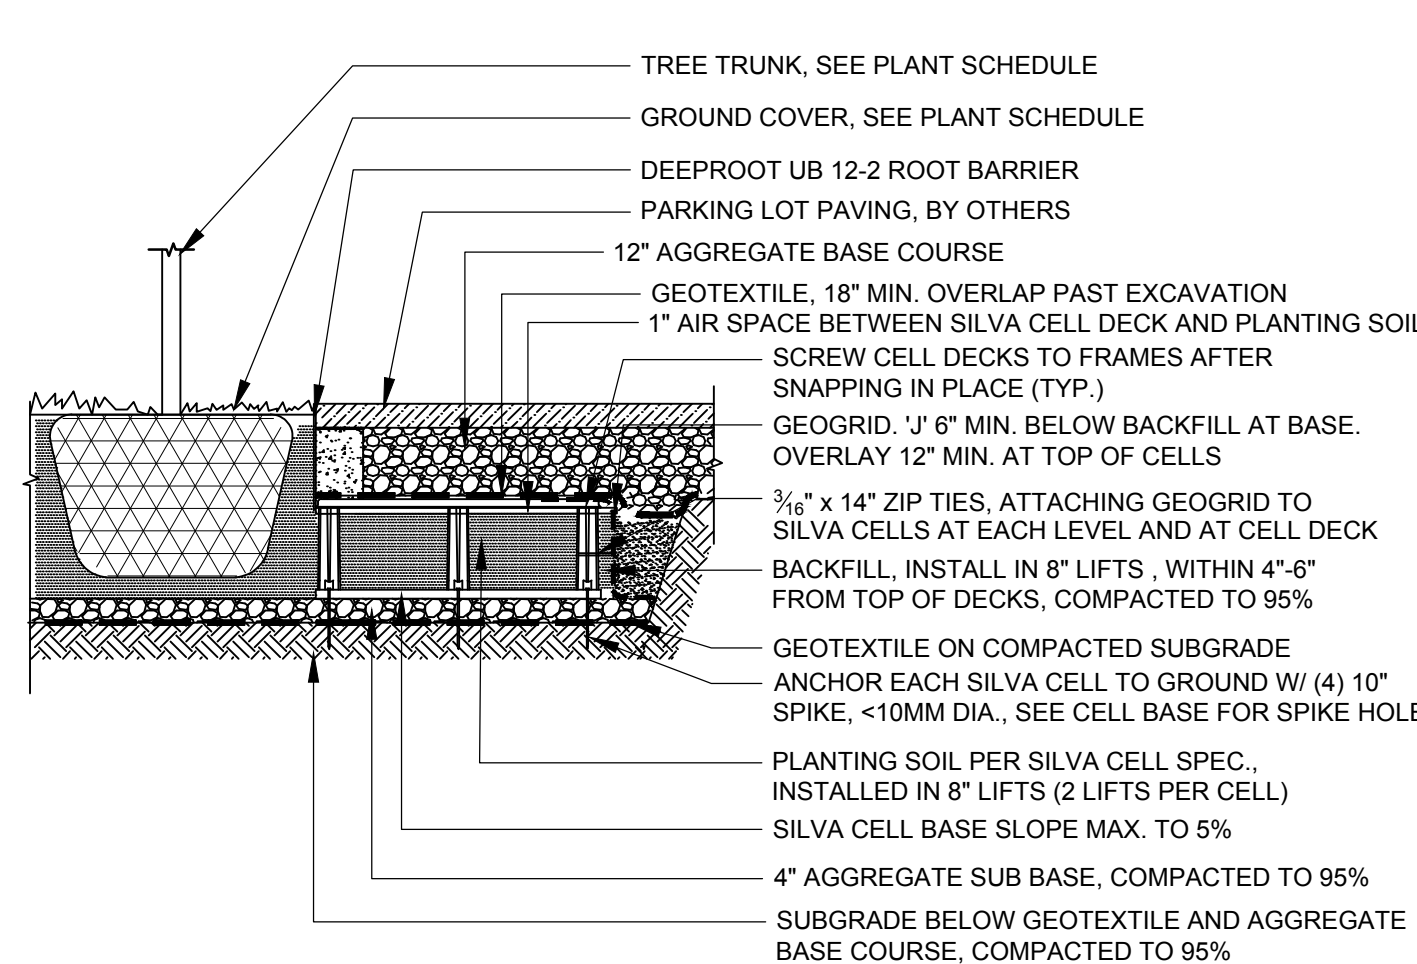 TREE TRUNK, SEE PLANT SCHEDULE
GROUND COVER, SEE PLANT SCHEDULE
DEEPROOT UB 12-2 ROOT BARRIER
PARKING LOT PAVING, BY OTHERS
12" AGGREGATE BASE COURSE
GEOTEXTILE, 18" MIN. OVERLAP PAST EXCAVATION
1" AIR SPACE BETWEEN SILVA CELL DECK AND PLANTING SOIL
SCREW CELL DECKS TO FRAMES AFTER
SNAPPING IN PLACE (TYP.)
GEOGRID. 'J' 6" MIN. BELOW BACKFILL AT BASE.
OVERLAY 12" MIN. AT TOP OF CELLS
3/16" x 14" ZIP TIES, ATTACHING GEOGRID TO
SILVA CELLS AT EACH LEVEL AND AT CELL DECK
BACKFILL, INSTALL IN 8" LIFTS , WITHIN 4"-6"
FROM TOP OF DECKS, COMPACTED TO 95%
GEOTEXTILE ON COMPACTED SUBGRADE
ANCHOR EACH SILVA CELL TO GROUND W/ (4) 10"
SPIKE, <10MM DIA., SEE CELL BASE FOR SPIKE HOLE
PLANTING SOIL PER SILVA CELL SPEC.,
INSTALLED IN 8" LIFTS (2 LIFTS PER CELL)
SILVA CELL BASE SLOPE MAX. TO 5%
4" AGGREGATE SUB BASE, COMPACTED TO 95%
SUBGRADE BELOW GEOTEXTILE AND AGGREGATE
BASE COURSE, COMPACTED TO 95%